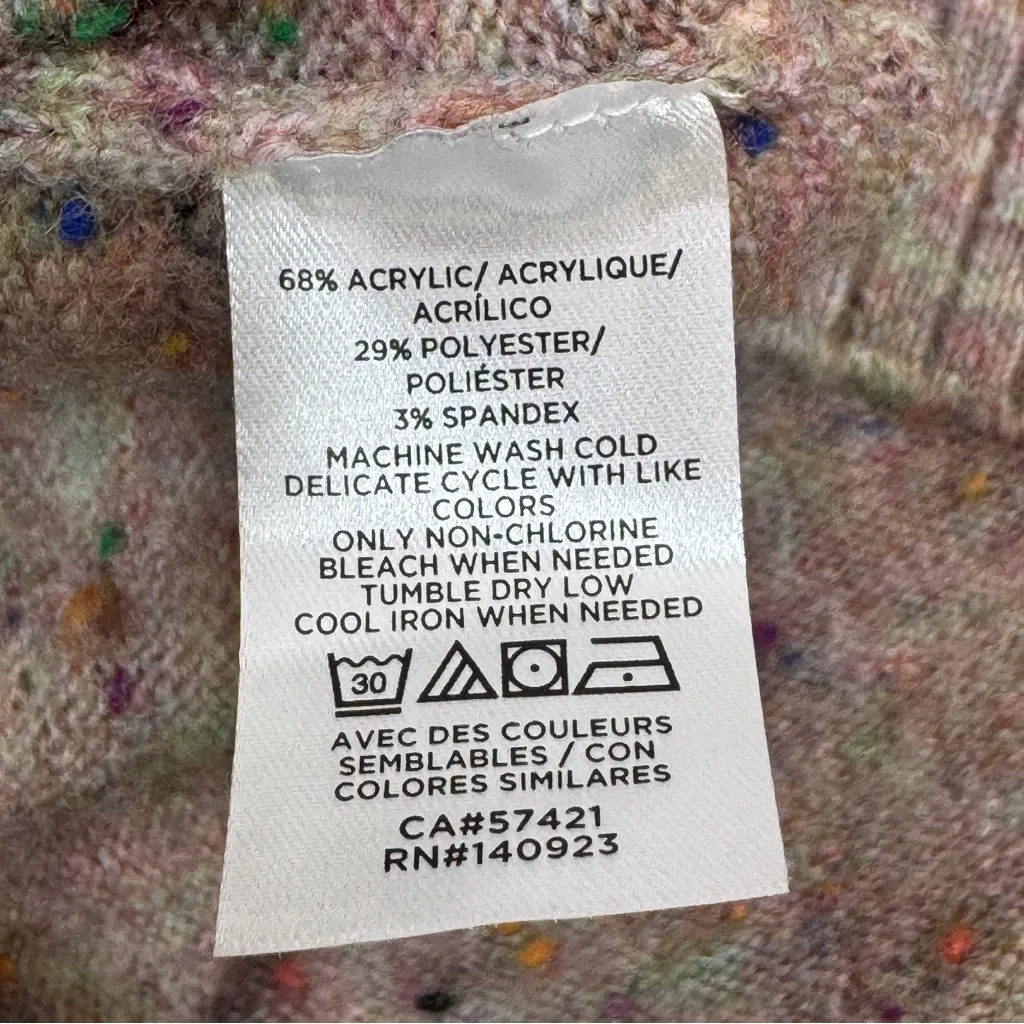 68% ACRYLIC/ ACRYLIQUE/
ACRÍLICO
29% POLYESTER/
POLIÉSTER
3% SPANDEX
MACHINE WASH COLD
DELICATE CYCLE WITH LIKE
COLORS
ONLY NON-CHLORINE
BLEACH WHEN NEEDED
TUMBLE DRY LOW
COOL IRON WHEN NEEDED
30
AVEC DES COULEURS
SEMBLABLES / CON
COLORES SIMILARES
CA#57421
RN#140923